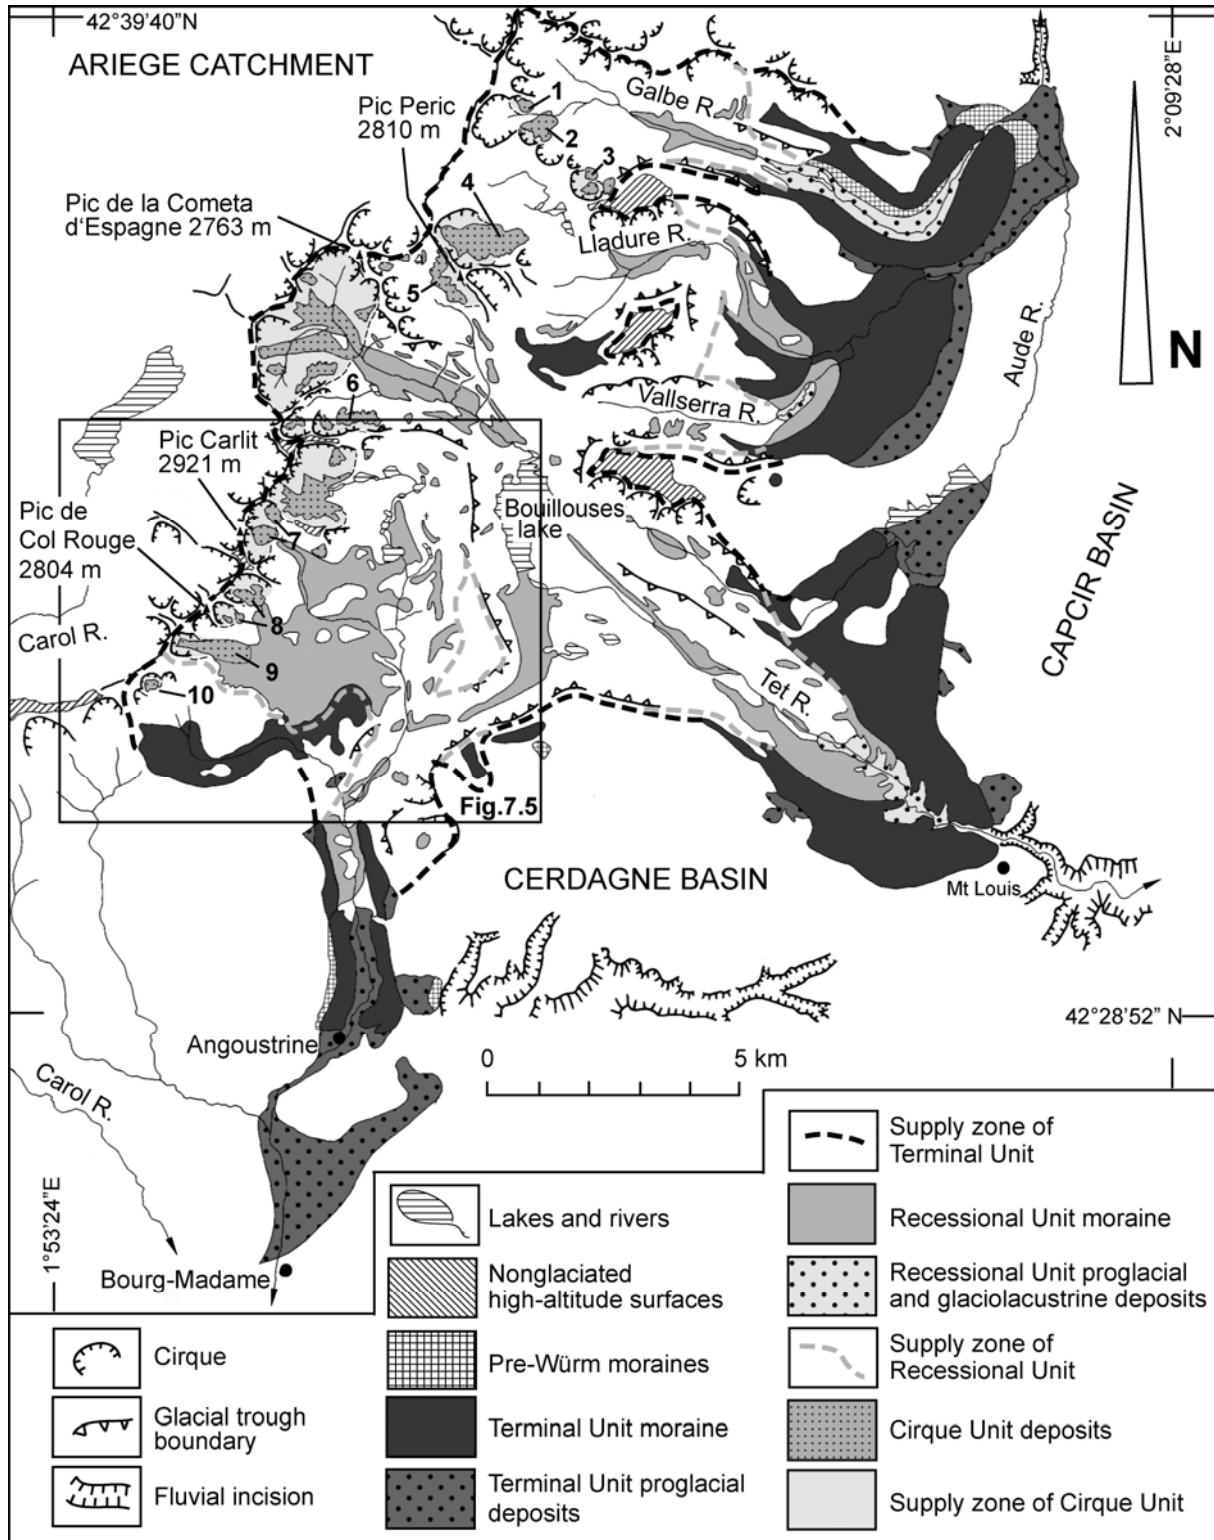 42°39'40"N
2°09'28"E
ARIEGE CATCHMENT
1
Galbe R.
Pic Peric
2810 m
2
3
4
Pic de la Cometa
d'Espagne 2763 m
Lladure R.
5
Aude R.
N
6
Vallserra R.
Pic Carlit
2921 m
Bouillouses
lake
Pic de
Col Rouge
2804 m
7
CAPCIR BASIN
8
Carol R.
9
10
Tet R.
Fig.7.5
CERDAGNE BASIN
Mt Louis
42°28'52" N
Angoustrine
0 5 km
Carol R.
1°53'24"E
Bourg-Madame
Cirque
Glacial trough
boundary
Fluvial incision
Lakes and rivers
Nonglaciated
high-altitude surfaces
Pre-Würm moraines
Terminal Unit moraine
Terminal Unit proglacial
deposits
Supply zone of
Terminal Unit
Recessional Unit moraine
Recessional Unit proglacial
and glaciolacustrine deposits
Supply zone of
Recessional Unit
Cirque Unit deposits
Supply zone of Cirque Unit